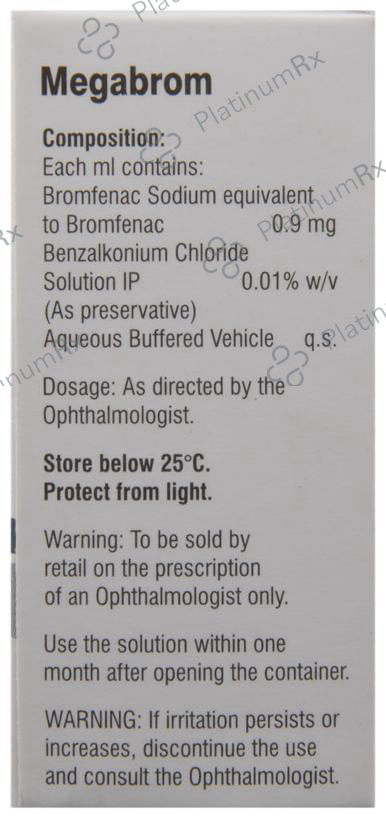 Megabrom
Composition:
Each ml contains:
Bromfenac Sodium equivalent
to Bromfenac 0.9 mg
Benzalkonium Chloride
Solution IP 0.01% w/v
(As preservative)
Aqueous Buffered Vehicle q.s.
Dosage: As directed by the
Ophthalmologist.
Store below 25°C.
Protect from light.
Warning: To be sold by
retail on the prescription
of an Ophthalmologist only.
Use the solution within one
month after opening the container.
WARNING: If irritation persists or
increases, discontinue the use
and consult the Ophthalmologist.
PlatinumRx
PlatinumRx